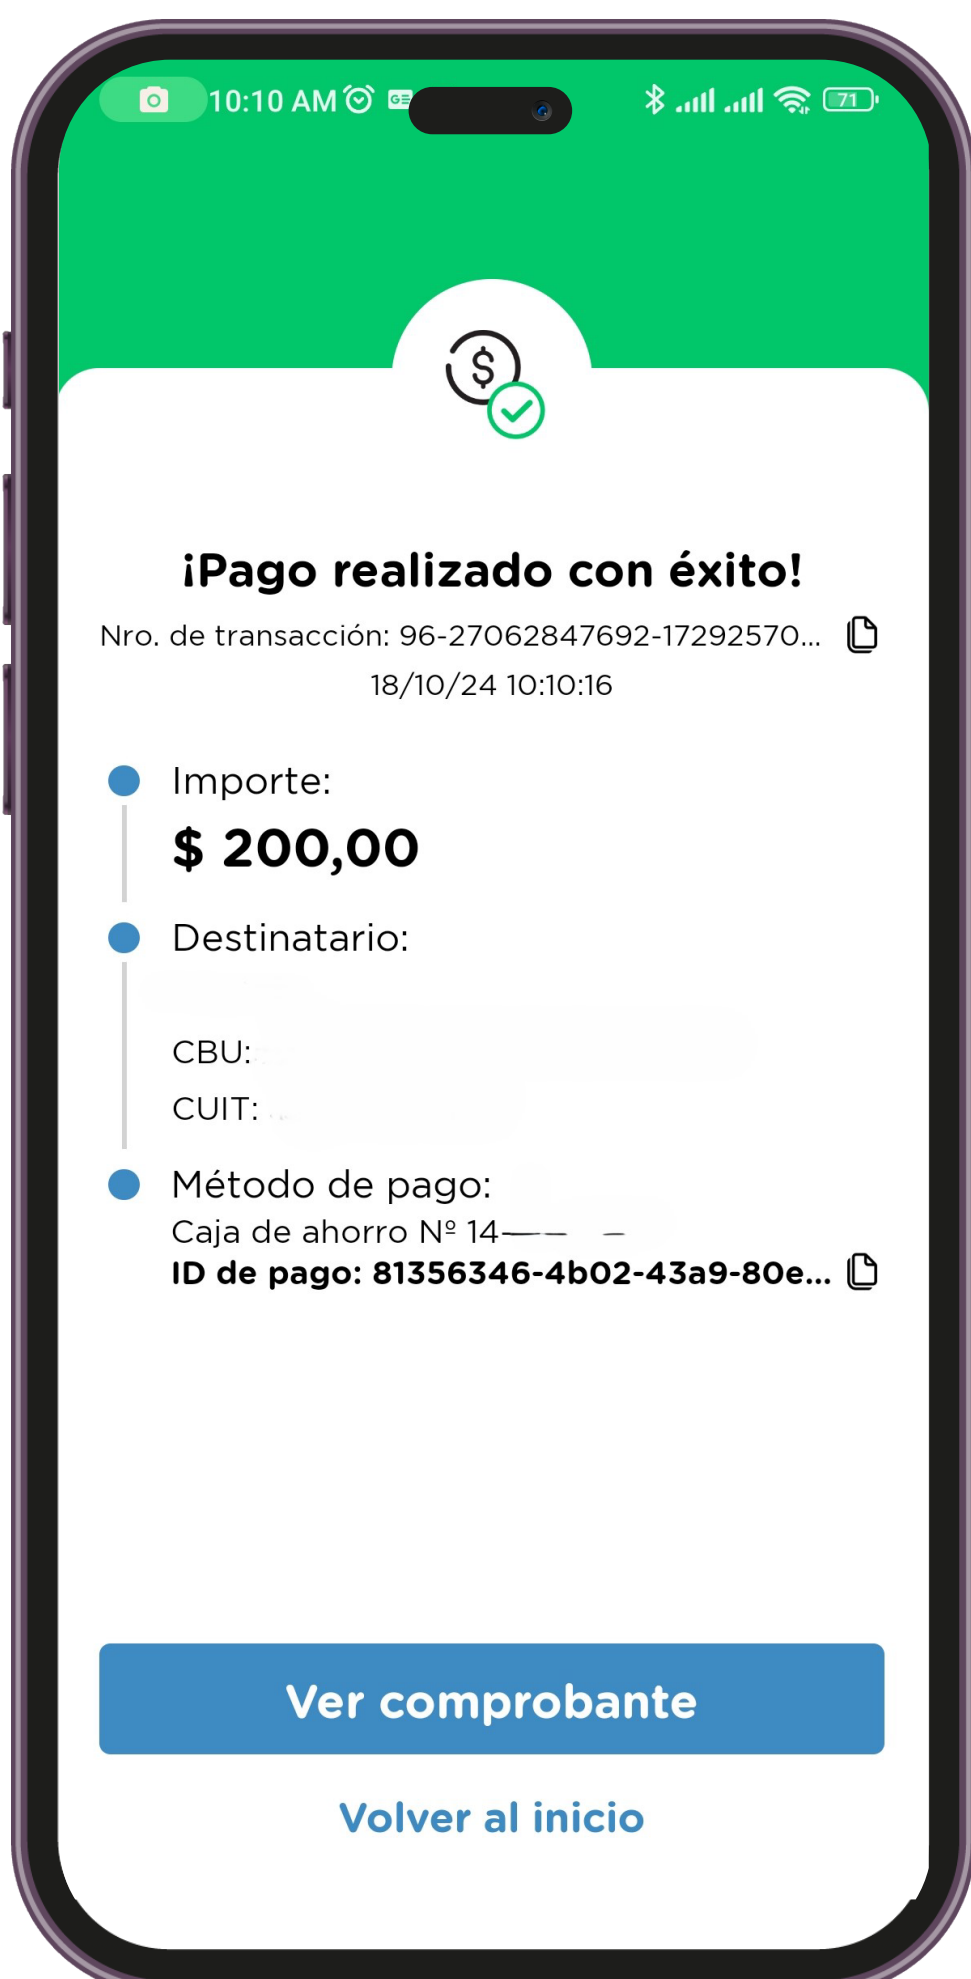 10:10 AM
71
¡Pago realizado con éxito!
Nro. de transacción: 96-27062847692-17292570...
18/10/24 10:10:16
Importe:
$ 200,00
Destinatario:
CBU:
CUIT:
Método de pago:
Caja de ahorro Nº 14-
ID de pago: 81356346-4b02-43a9-80e...
Ver comprobante
Volver al inicio